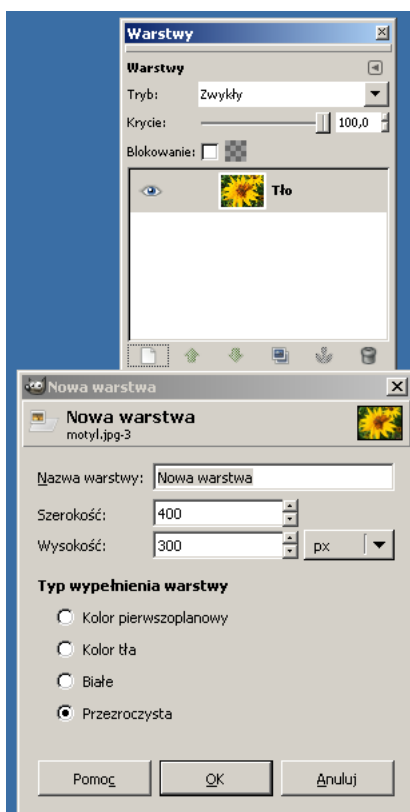 Warstwy
Warstwy
Tryb: Zwykły
Krycie: 100,0
Blokowanie:
Tło
Nowa warstwa
Nowa warstwa
motyl.jpg-3
Nazwa warstwy: Nowa warstwa
Szerokość: 400
Wysokość: 300 px
Typ wypełnienia warstwy
Kolor pierwszoplanowy
Kolor tła
Białe
Przezroczysta
Pomoc OK Anuluj